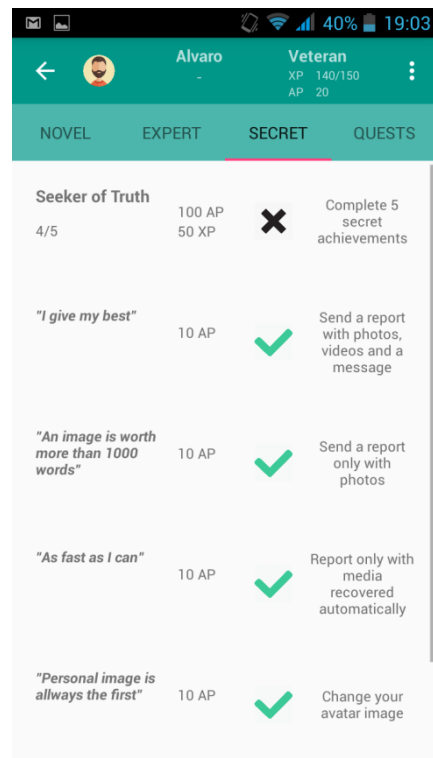 40% 19:03
Alvaro
-
Veteran
XP 140/150
AP 20
NOVEL EXPERT SECRET QUESTS
Seeker of Truth
4/5
100 AP
50 XP
Complete 5
secret
achievements
"I give my best"
10 AP
Send a report
with photos,
videos and a
message
"An image is worth
more than 1000
words"
10 AP
Send a report
only with
photos
"As fast as I can"
10 AP
Report only with
media
recovered
automatically
"Personal image is
allways the first"
10 AP
Change your
avatar image